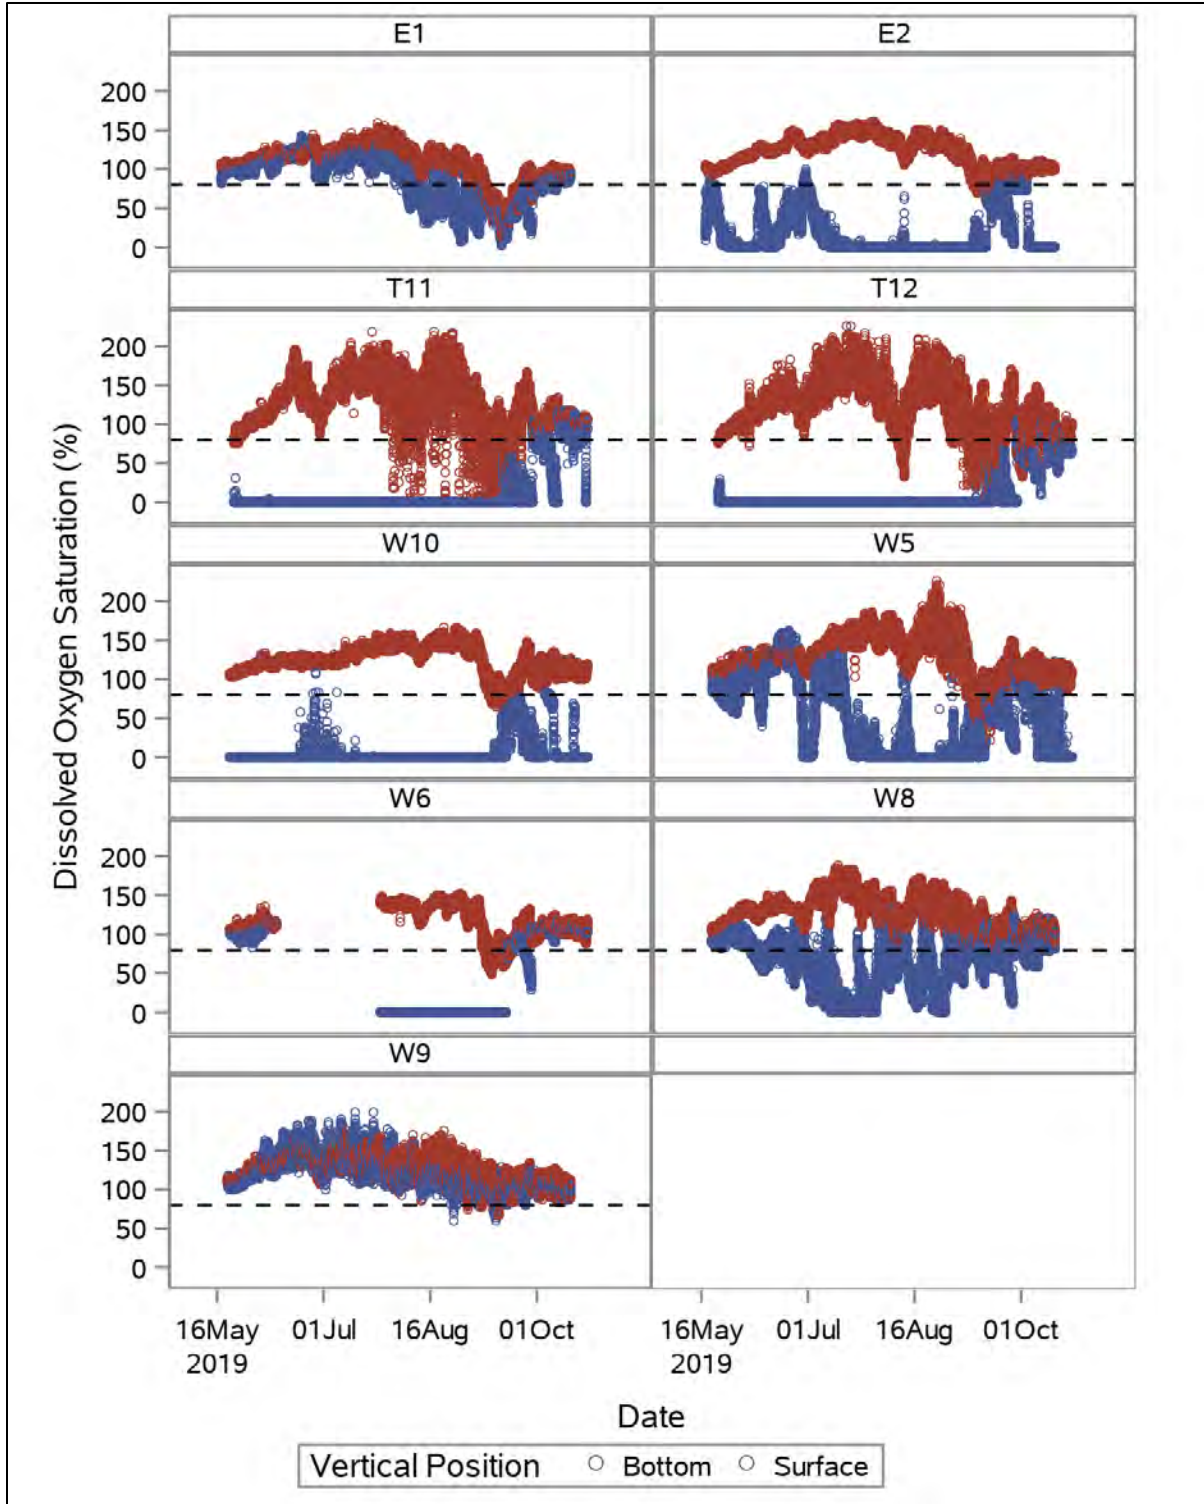 E1 E2
200
150
100
50
0
T11 T12
200
150
100
50
0
W10 W5
200
150
100
50
0
W6 W8
200
150
100
50
0
W9
200
150
100
50
0
Dissolved Oxygen Saturation (%)
16May 01Jul 16Aug 01Oct 16May 01Jul 16Aug 01Oct
2019 2019
Date
Vertical Position Bottom Surface